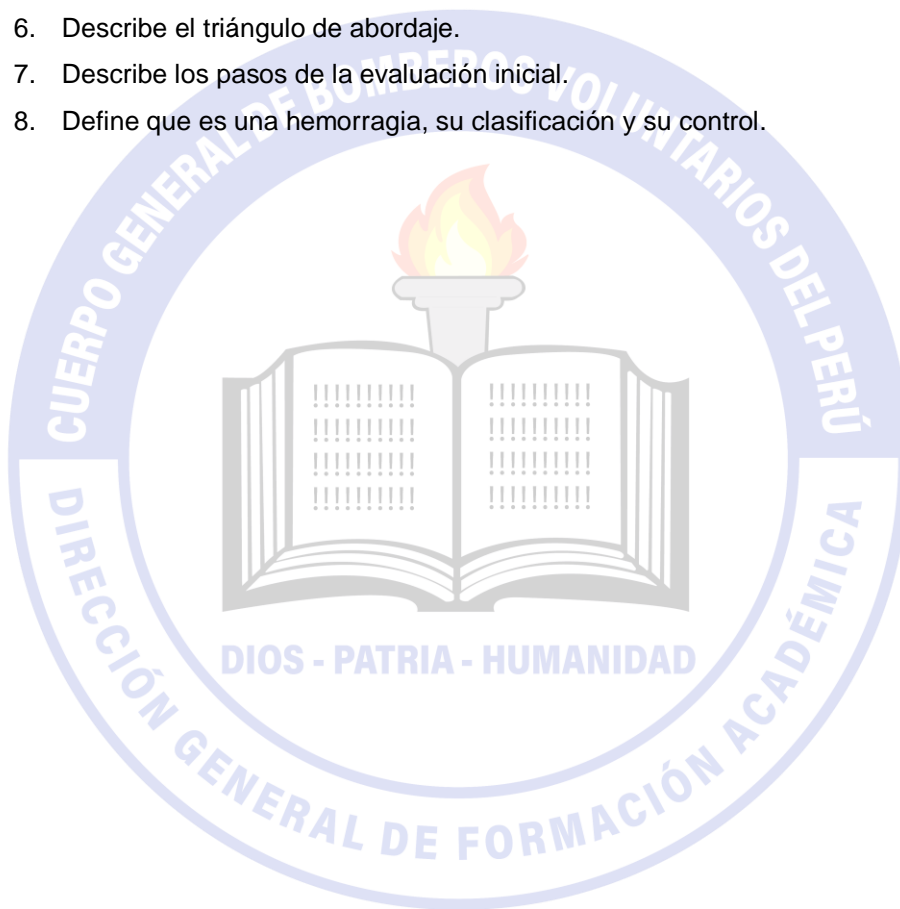 6. Describe el triángulo de abordaje.
7. Describe los pasos de la evaluación inicial.
8. Define que es una hemorragia, su clasificación y su control.
CUERPO GENERAL DE BOMBEROS VOLUNTARIOS DEL PERÚ
!!!!!!!!!! !!!!!!!!!!
!!!!!!!!!! !!!!!!!!!!
!!!!!!!!!! !!!!!!!!!!
!!!!!!!!!! !!!!!!!!!!
DIOS - PATRIA - HUMANIDAD
DIRECCIÓN GENERAL DE FORMACIÓN ACADÉMICA